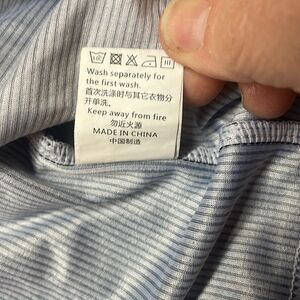 Wash separately for
the first wash.
首次洗涤时与其它衣物分
开单洗。
Keep away from fire
勿近火源
MADE IN CHINA
中国制造